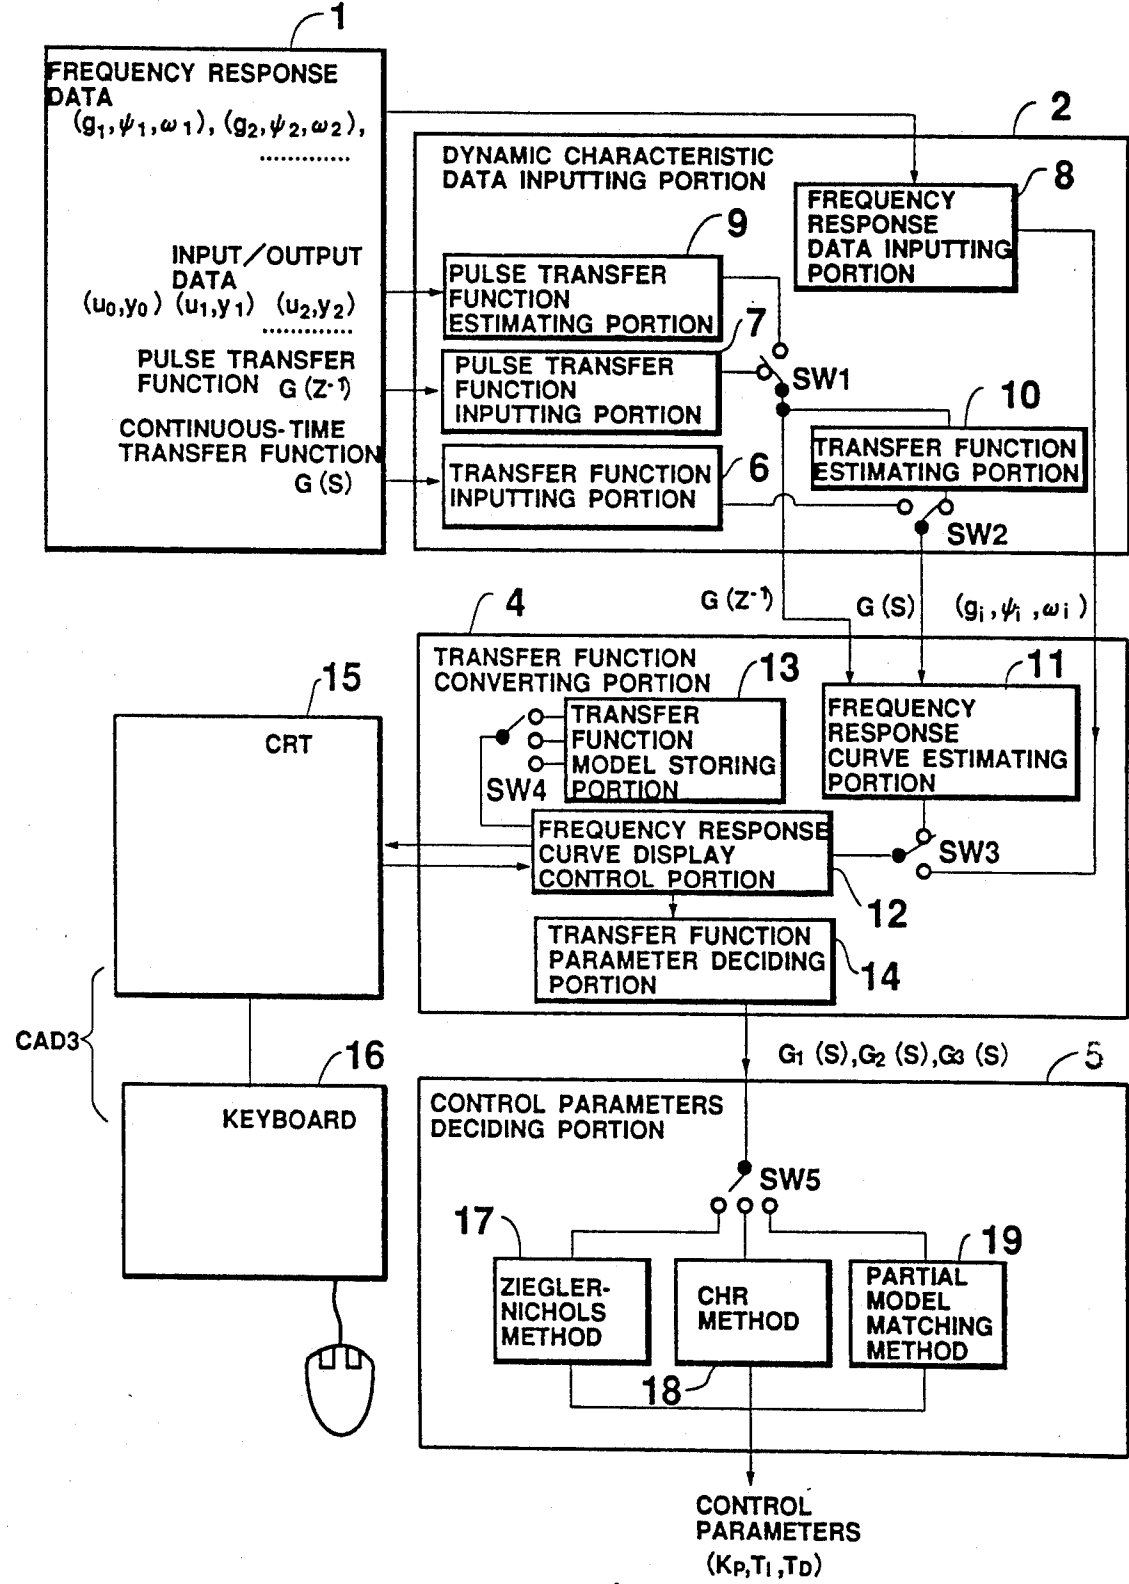 1
FREQUENCY RESPONSE
DATA
(g1,ψ1,ω1), (g2,ψ2,ω2),
..............
INPUT/OUTPUT
DATA
(u0,y0) (u1,y1) (u2,y2)
..............
PULSE TRANSFER
FUNCTION G(Z⁻¹)
CONTINUOUS-TIME
TRANSFER FUNCTION
G(S)
2
DYNAMIC CHARACTERISTIC
DATA INPUTTING PORTION
8
FREQUENCY
RESPONSE
DATA INPUTTING
PORTION
9
PULSE TRANSFER
FUNCTION
ESTIMATING PORTION
7
PULSE TRANSFER
FUNCTION
INPUTTING PORTION
SW1
10
TRANSFER FUNCTION
ESTIMATING PORTION
6
TRANSFER FUNCTION
INPUTTING PORTION
SW2
G(Z⁻¹)
G(S)
(gi,ψi,ωi)
4
TRANSFER FUNCTION
CONVERTING PORTION
13
TRANSFER
FUNCTION
MODEL STORING
PORTION
SW4
11
FREQUENCY
RESPONSE
CURVE ESTIMATING
PORTION
15
CRT
FREQUENCY RESPONSE
CURVE DISPLAY
CONTROL PORTION
SW3
12
TRANSFER FUNCTION
PARAMETER DECIDING
PORTION
14
CAD3
16
KEYBOARD
G1(S),G2(S),G3(S)
5
CONTROL PARAMETERS
DECIDING PORTION
SW5
17
ZIEGLER-
NICHOLS
METHOD
CHR
METHOD
18
19
PARTIAL
MODEL
MATCHING
METHOD
CONTROL
PARAMETERS
(KP,TI,TD)